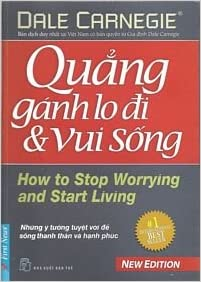 DALE CARNEGIE®
Bản dịch duy nhất tại Việt Nam có bản quyền từ Gia đình Dale Carnegie
Quẳng
gánh lo đi
& Vui Sống
How to Stop Worrying
and Start Living
#1
BEST
SELLER
Những ý tưởng tuyệt vời để
sống thanh thản và hạnh phúc
First News
NHÀ XUẤT BẢN TRẺ
NEW EDITION